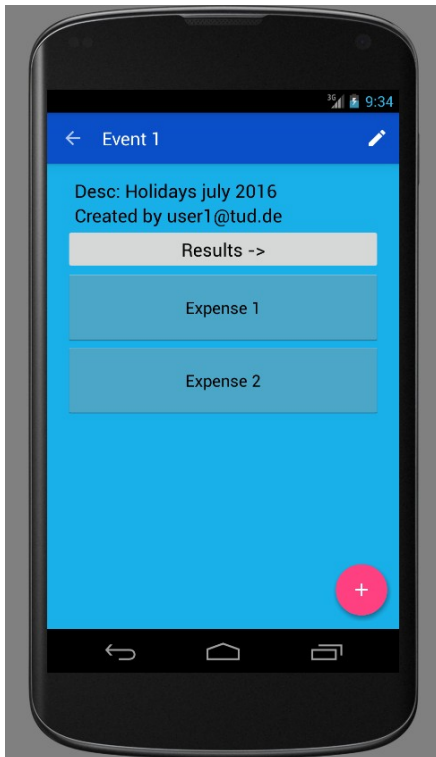 3G 9:34
Event 1
Desc: Holidays july 2016
Created by user1@tud.de
Results ->
Expense 1
Expense 2
+